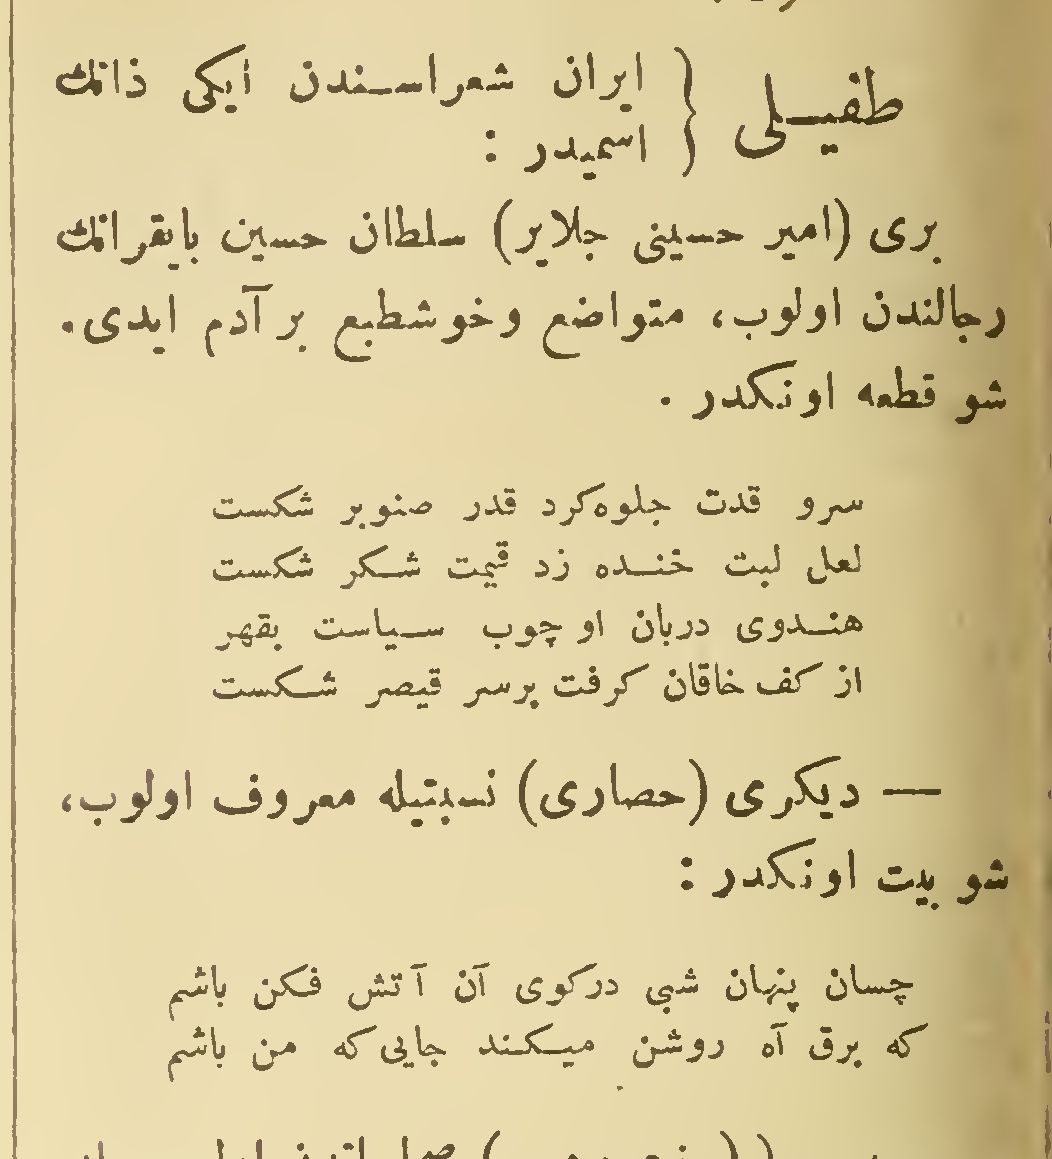 طفیلی { ایران شعراسندن ایکی ذاتك
اسمیدر :
بری (امیر حسینی جلایر) سلطان حسین بایقرانك
رجالندن اولوب، متواضع وخوشطبع بر آدم ایدی.
شو قطعه اونکدر .
سرو قدت جلوه کرد قدر صنوبر شکست
لعل لبت خنده زد قیمت شکر شکست
هندوی دربان او چوب سیاست بقهر
از کف خاقان کرفت برسر قیصر شکست
— دیکری (حصاری) نسبتیله معروف اولوب،
شو بیت اونکدر :
چسان پنهان شبی درکوی آن آتش فکن باشم
که برق آه روشن میکند جایی که من باشم